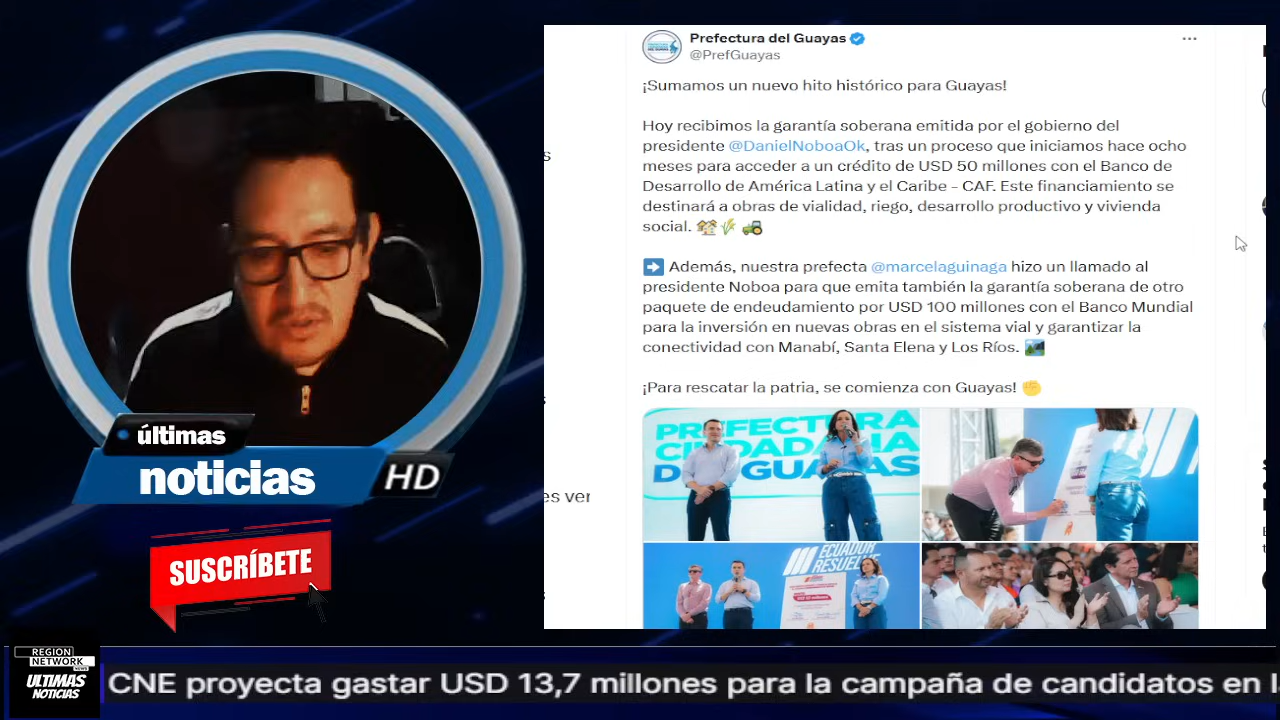 Prefectura del Guayas
@PrefGuayas
¡Sumamos un nuevo hito histórico para Guayas!
Hoy recibimos la garantía soberana emitida por el gobierno del
presidente @DanielNoboaOk, tras un proceso que iniciamos hace ocho
meses para acceder a un crédito de USD 50 millones con el Banco de
Desarrollo de América Latina y el Caribe - CAF. Este financiamiento se
destinará a obras de vialidad, riego, desarrollo productivo y vivienda
social.
Además, nuestra prefecta @marcelaguinaga hizo un llamado al
presidente Noboa para que emita también la garantía soberana de otro
paquete de endeudamiento por USD 100 millones con el Banco Mundial
para la inversión en nuevas obras en el sistema vial y garantizar la
conectividad con Manabí, Santa Elena y Los Ríos.
¡Para rescatar la patria, se comienza con Guayas!
PREFECTURA
CIUDADANA
DEL GUAYAS
ECUADOR
RESUELVE
es ver
últimas
noticias
HD
SUSCRÍBETE
REGION
NETWORK
NEWS
ULTIMAS
NOTICIAS
CNE proyecta gastar USD 13,7 millones para la campaña de candidatos en l